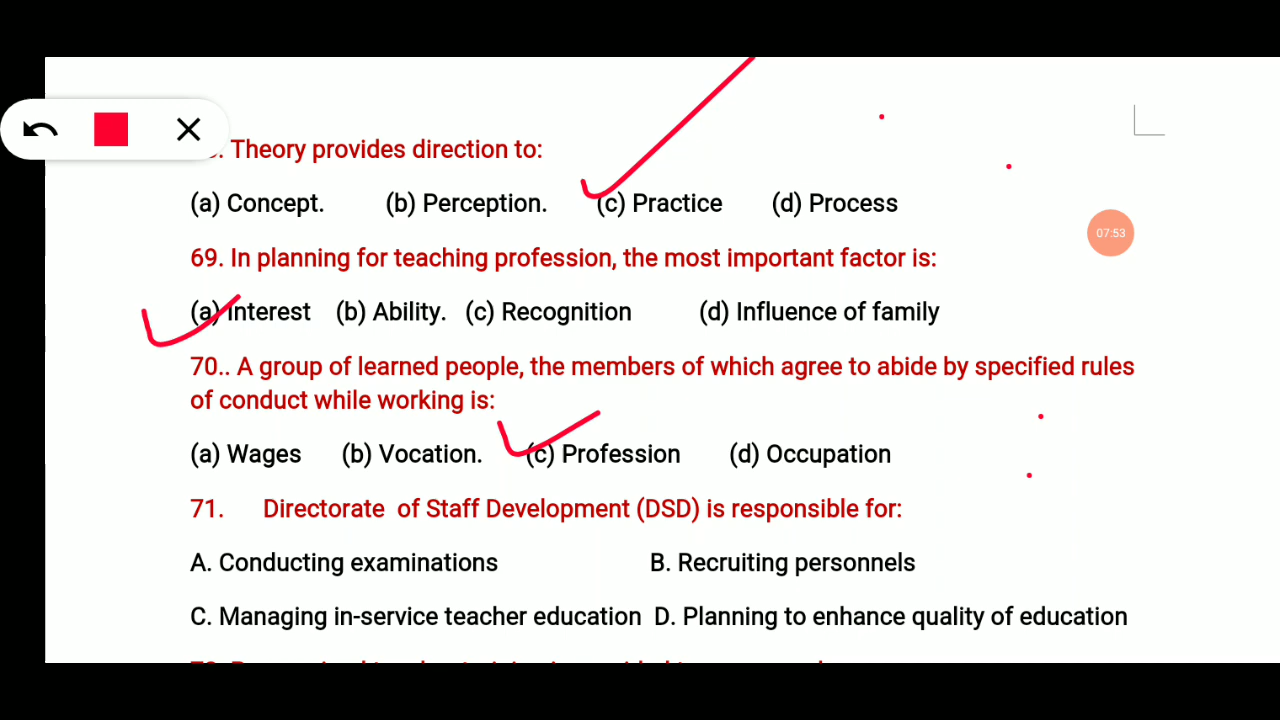 . Theory provides direction to:
(a) Concept. (b) Perception. (c) Practice (d) Process
07:53
69. In planning for teaching profession, the most important factor is:
(a) Interest (b) Ability. (c) Recognition (d) Influence of family
70.. A group of learned people, the members of which agree to abide by specified rules
of conduct while working is:
(a) Wages (b) Vocation. (c) Profession (d) Occupation
71. Directorate of Staff Development (DSD) is responsible for:
A. Conducting examinations B. Recruiting personnels
C. Managing in-service teacher education D. Planning to enhance quality of education